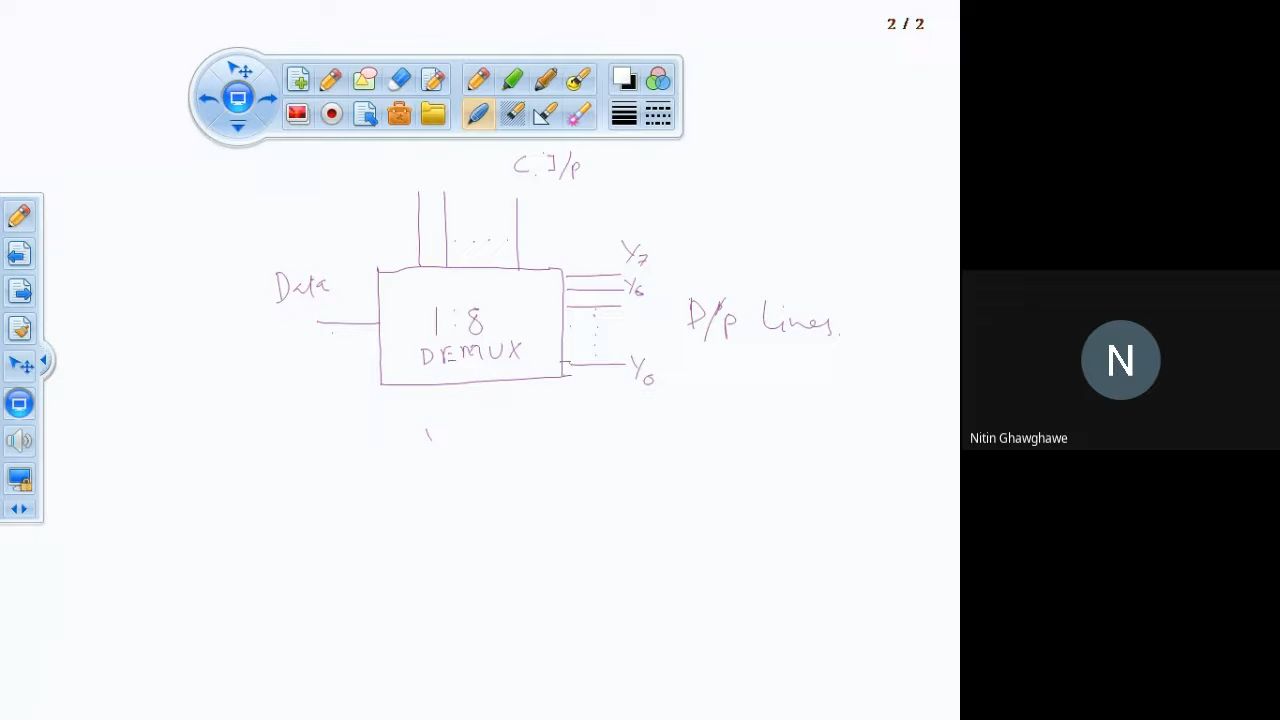 2 / 2
C.I/p
Y7
Data
Y6
1:8
D/p Lines.
DEMUX
Y0
N
Nitin Ghawghawe